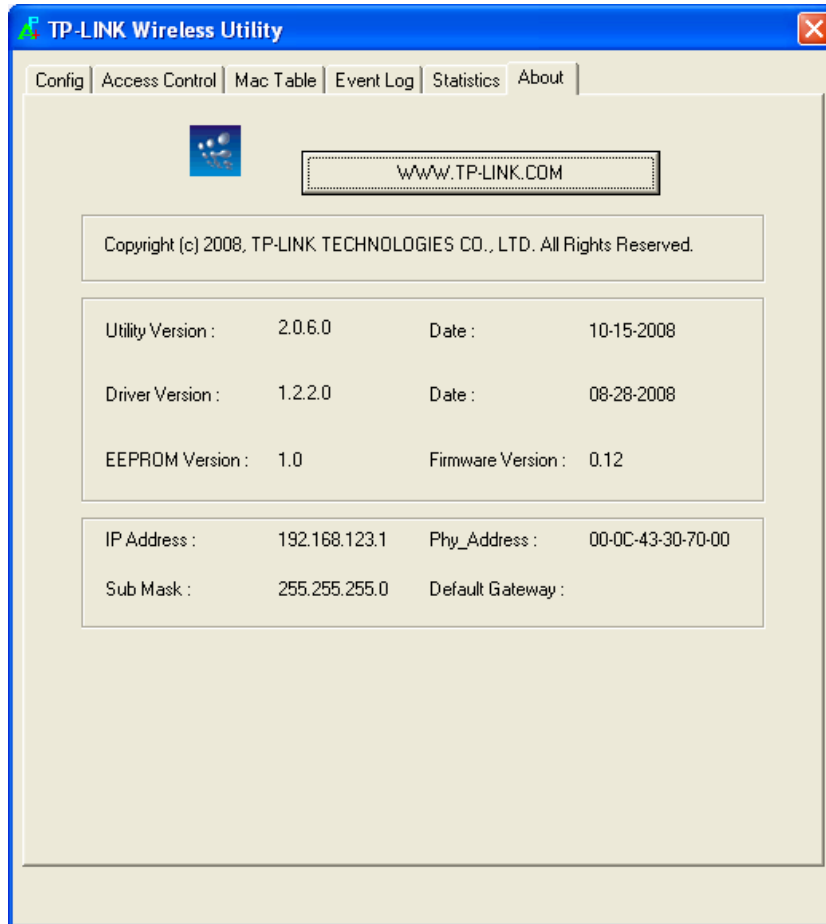 TP-LINK Wireless Utility
Config Access Control Mac Table Event Log Statistics About
WWW.TP-LINK.COM
Copyright (c) 2008, TP-LINK TECHNOLOGIES CO., LTD. All Rights Reserved.
Utility Version : 2.0.6.0 Date : 10-15-2008
Driver Version : 1.2.2.0 Date : 08-28-2008
EEPROM Version : 1.0 Firmware Version : 0.12
IP Address : 192.168.123.1 Phy_Address : 00-0C-43-30-70-00
Sub Mask : 255.255.255.0 Default Gateway :